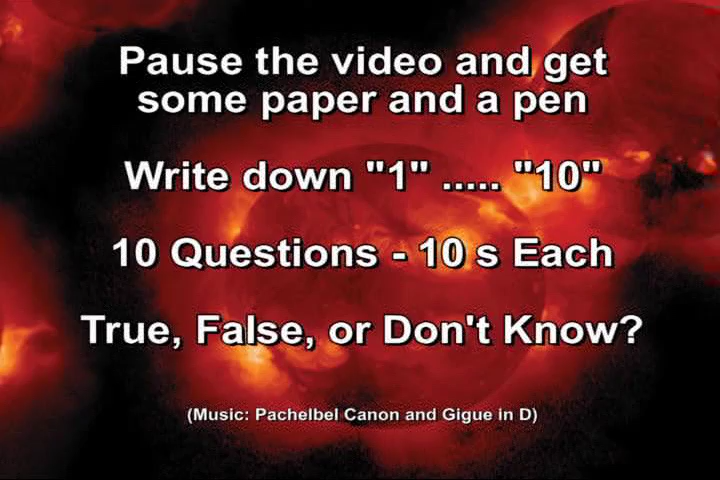 Pause the video and get
some paper and a pen
Write down "1" ..... "10"
10 Questions - 10 s Each
True, False, or Don't Know?
(Music: Pachelbel Canon and Gigue in D)